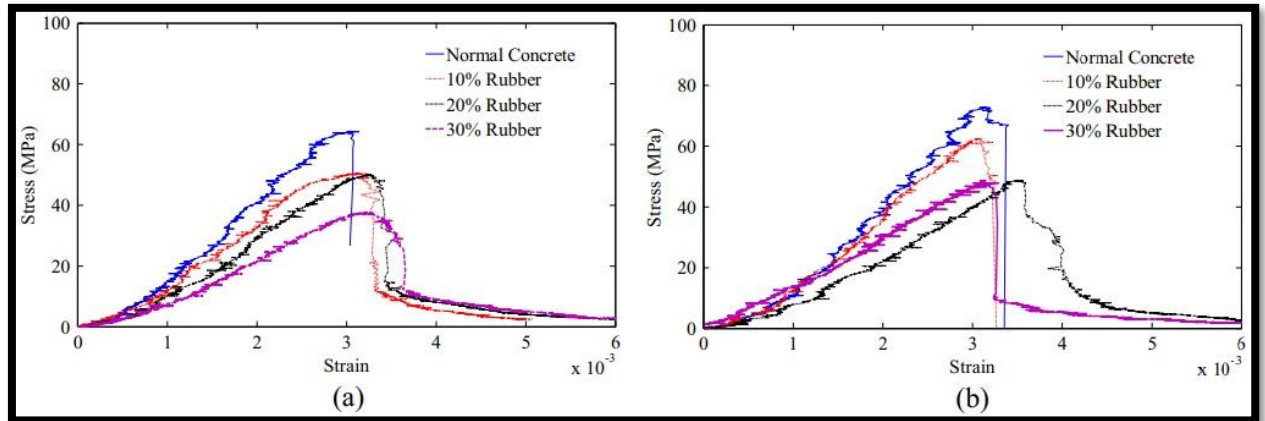 100
80
60
40
20
0
Stress (MPa)
Normal Concrete
10% Rubber
20% Rubber
30% Rubber
0 1 2 3 4 5 6
Strain
x 10-3
(a)
100
80
60
40
20
0
Stress (MPa)
Normal Concrete
10% Rubber
20% Rubber
30% Rubber
0 1 2 3 4 5 6
Strain
x 10-3
(b)